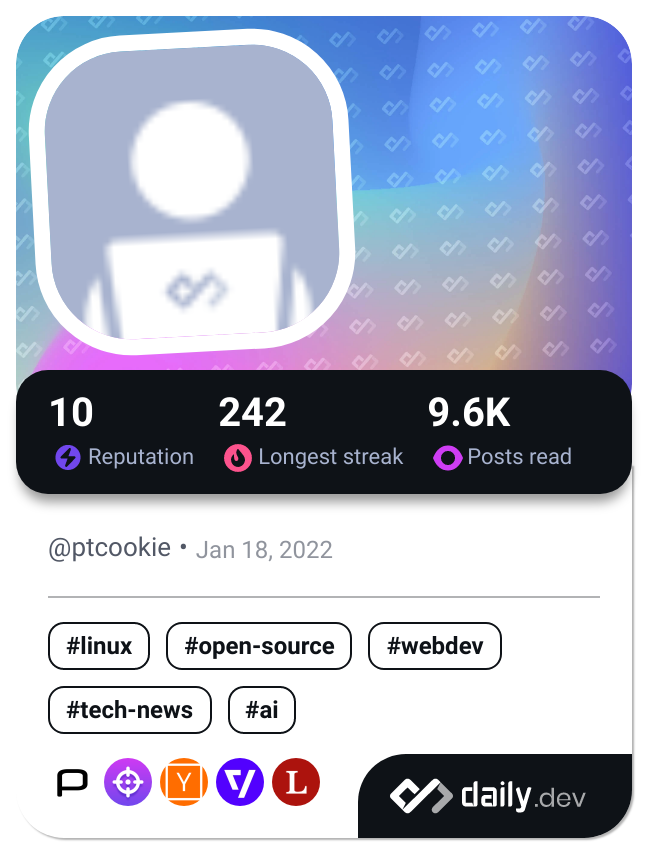 10 242 9.6K
Reputation Longest streak Posts read
@ptcookie • Jan 18, 2022
#linux #open-source #webdev
#tech-news #ai
P Y L daily.dev